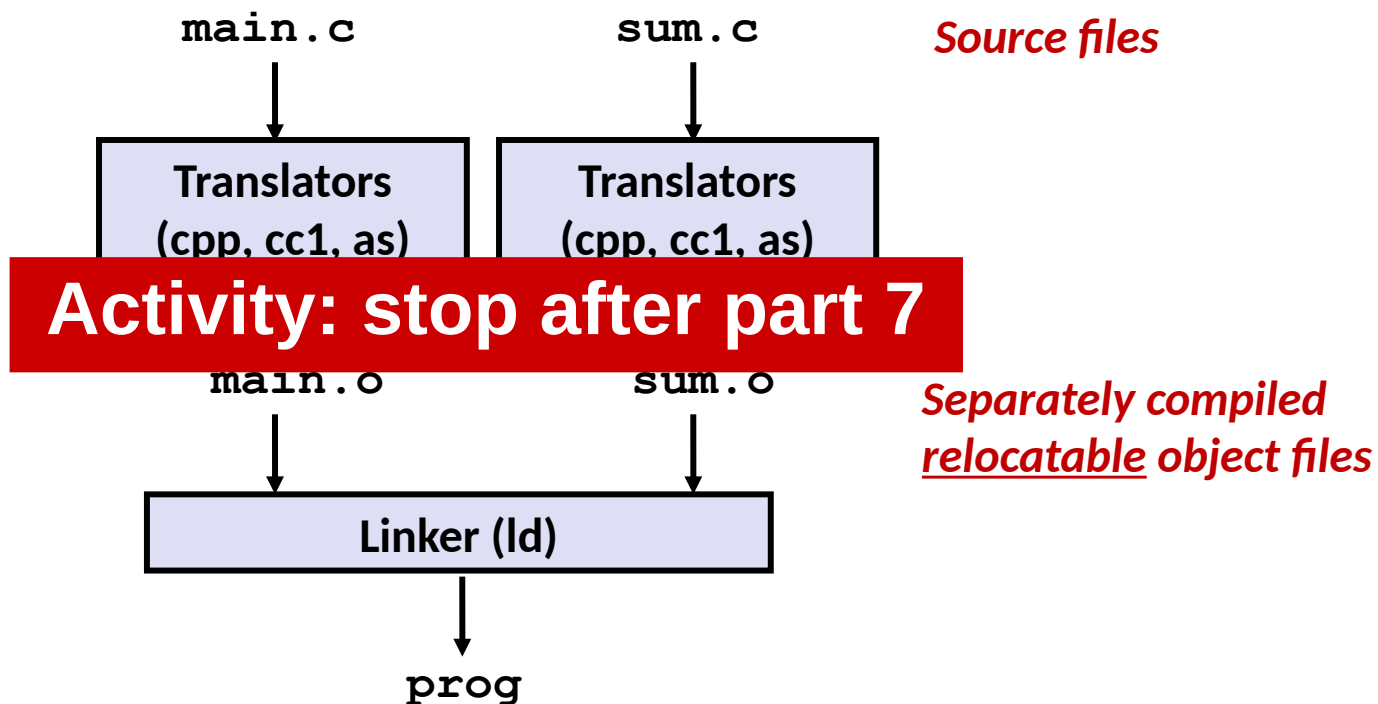 main.c sum.c Source files
Translators Translators
(cpp, cc1, as) (cpp, cc1, as)
Activity: stop after part 7
main.o sum.o
Separately compiled
relocatable object files
Linker (ld)
prog